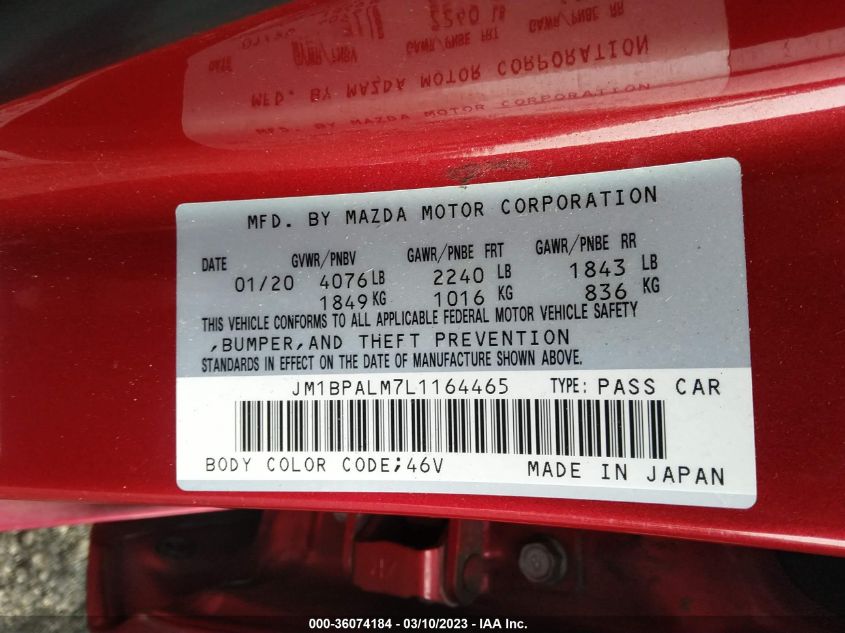 MFD. BY MAZDA MOTOR CORPORATION
DATE GVWR/PNBV GAWR/PNBE FRT GAWR/PNBE RR
01/20 4076 LB 2240 LB 1843 LB
1849 KG 1016 KG 836 KG
THIS VEHICLE CONFORMS TO ALL APPLICABLE FEDERAL MOTOR VEHICLE SAFETY
,BUMPER,AND THEFT PREVENTION
STANDARDS IN EFFECT ON THE DATE OF MANUFACTURE SHOWN ABOVE.
JM1BPALM7L1164465 TYPE: PASS CAR
BODY COLOR CODE;46V MADE IN JAPAN
000-36074184 - 03/10/2023 - IAA Inc.